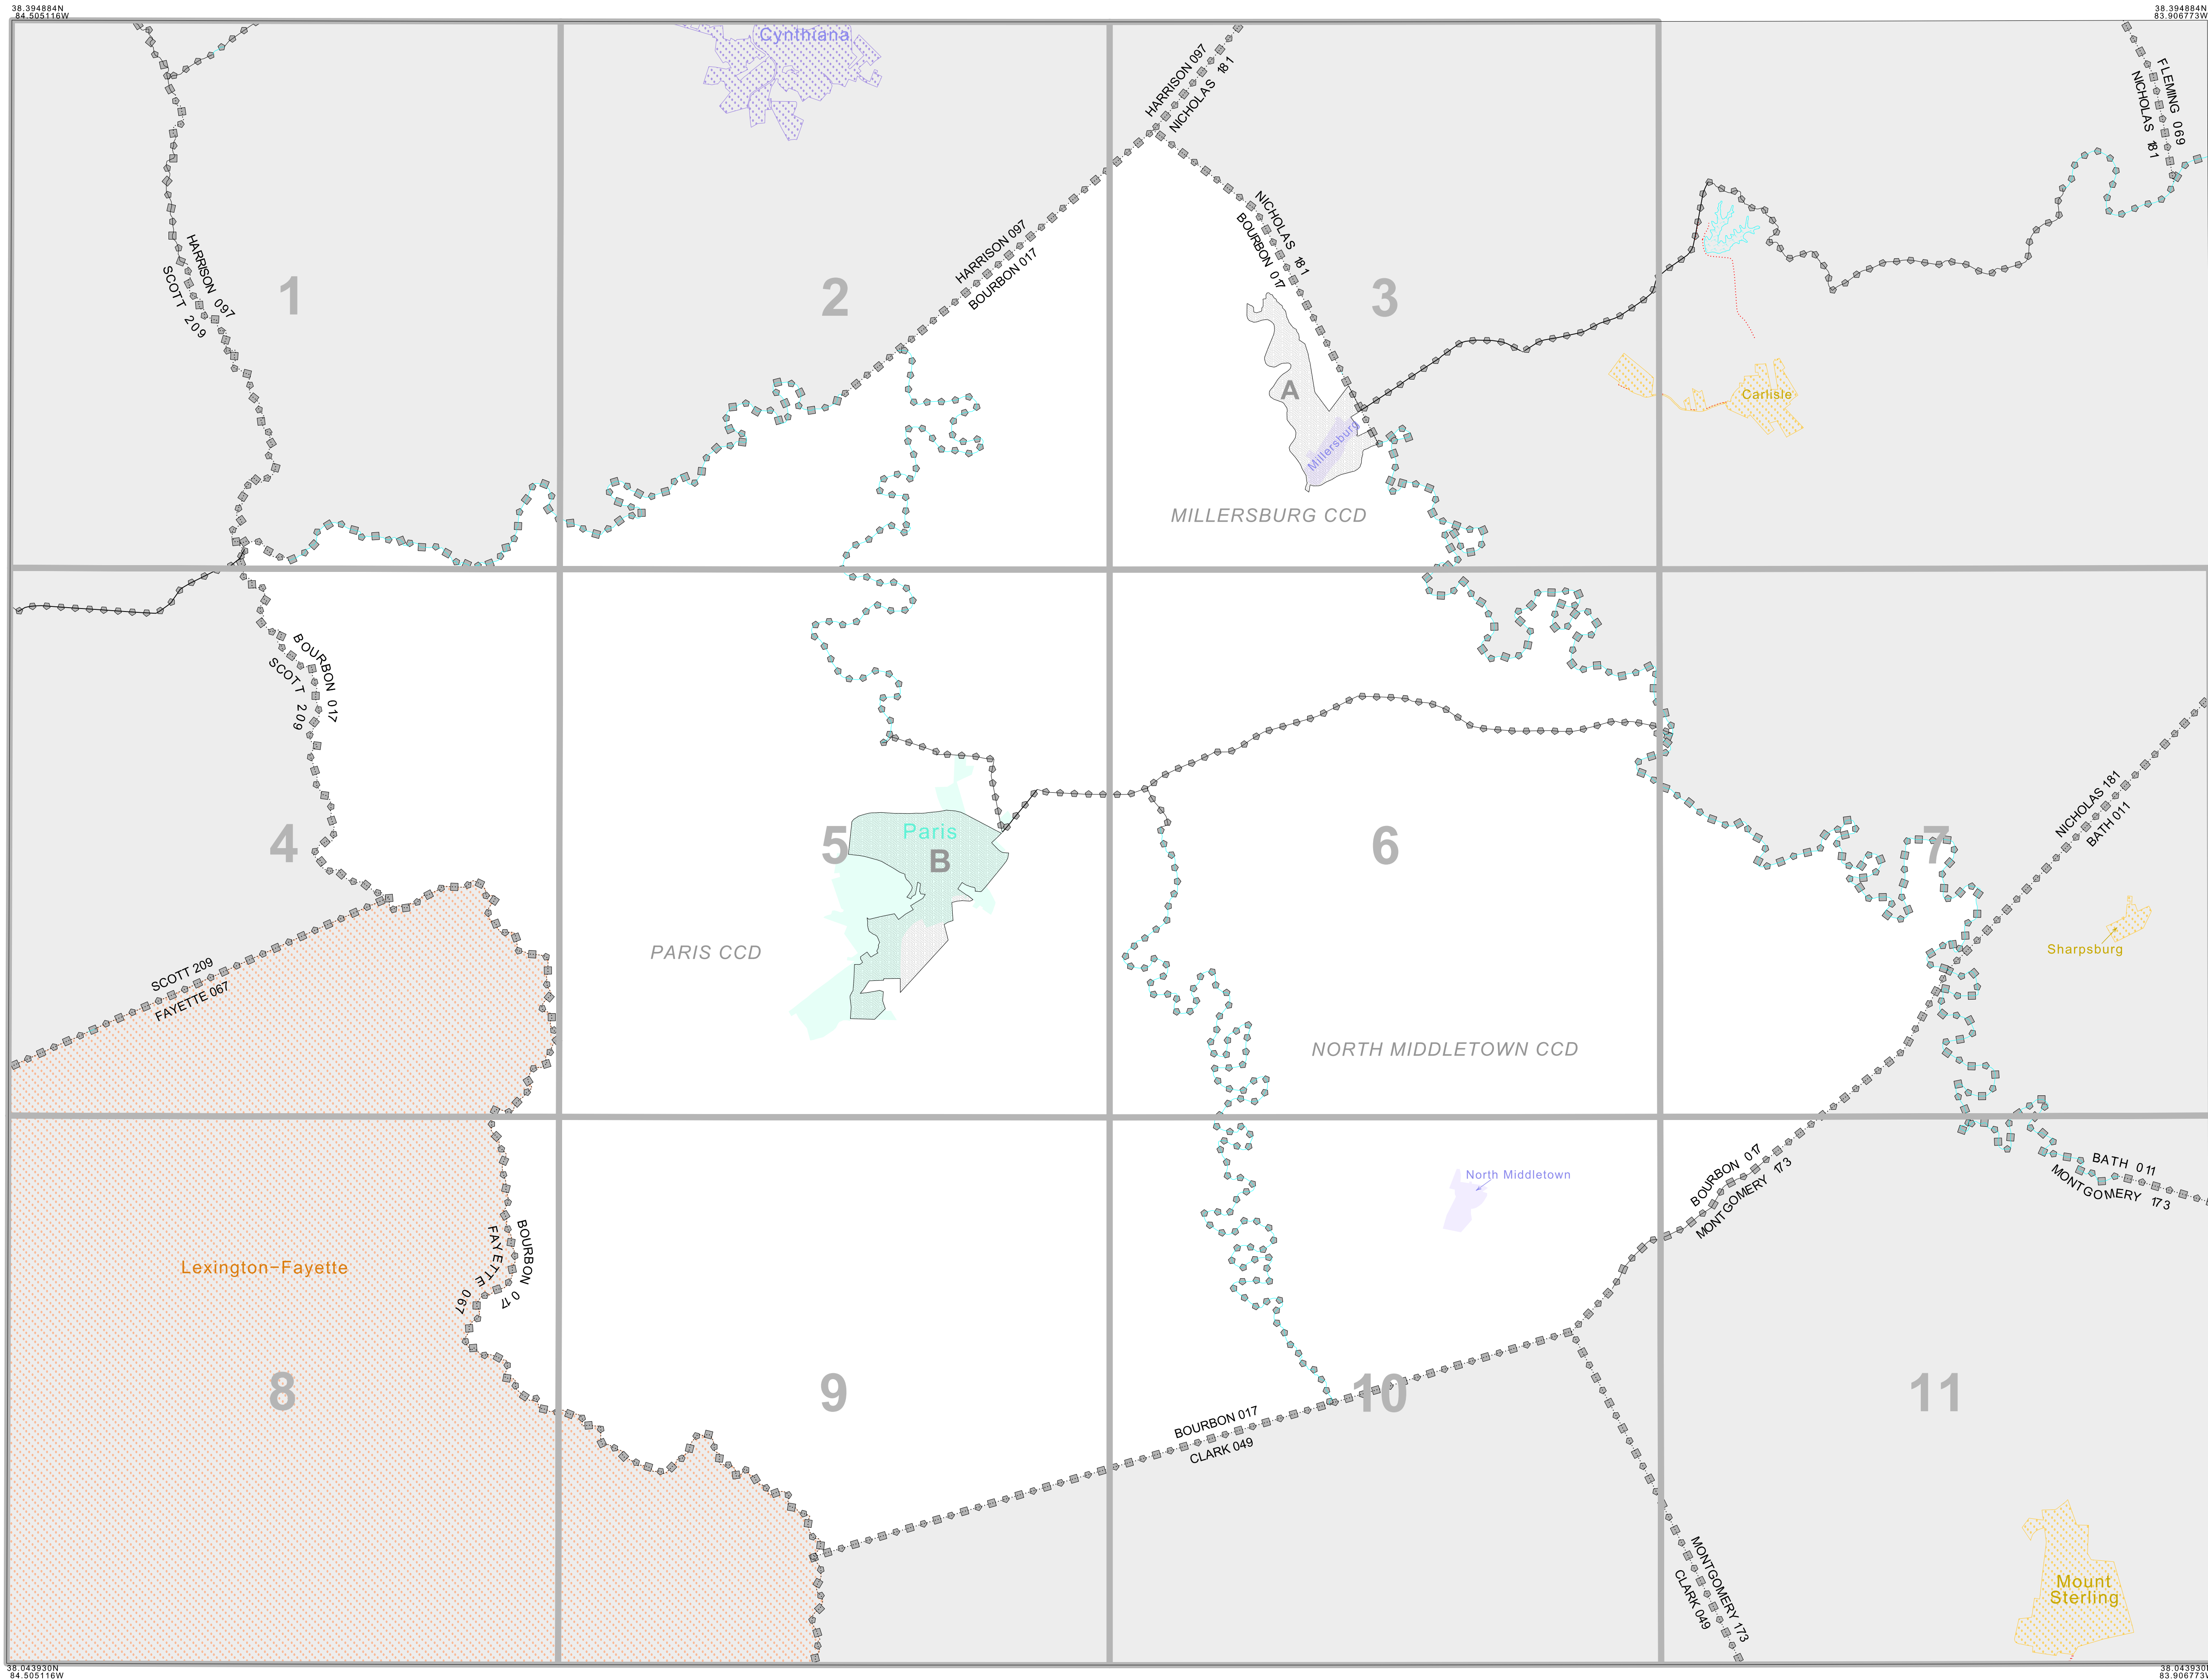 38.394884N
84.505116W
38.394884N
83.906773W
Cynthiana
HARRISON 097
NICHOLAS 181
FLEMING 069
NICHOLAS 181
HARRISON 097
SCOTT 209
1
2
HARRISON 097
BOURBON 017
NICHOLAS 181
BOURBON 017
3
A
Carlisle
Millersburg
MILLERSBURG CCD
BOURBON 017
SCOTT 209
4
5
Paris
B
6
7
NICHOLAS 181
BATH 011
PARIS CCD
Sharpsburg
SCOTT 209
FAYETTE 067
NORTH MIDDLETOWN CCD
BOURBON 017
MONTGOMERY 173
BATH 011
MONTGOMERY 173
North Middletown
BOURBON 017
FAYETTE 067
Lexington-Fayette
8
9
10
11
BOURBON 017
CLARK 049
MONTGOMERY 173
CLARK 049
Mount
Sterling
38.043930N
84.505116W
38.043930N
83.906773W